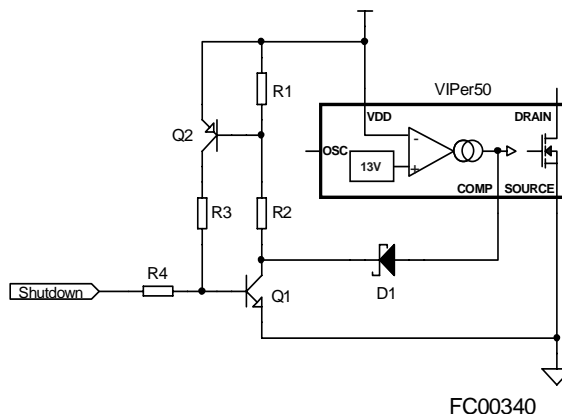 VIPer50
R1
VDD
DRAIN
Q2
OSC
-
13V
+
COMP
SOURCE
R3
R2
D1
R4
Shutdown
Q1
FC00340